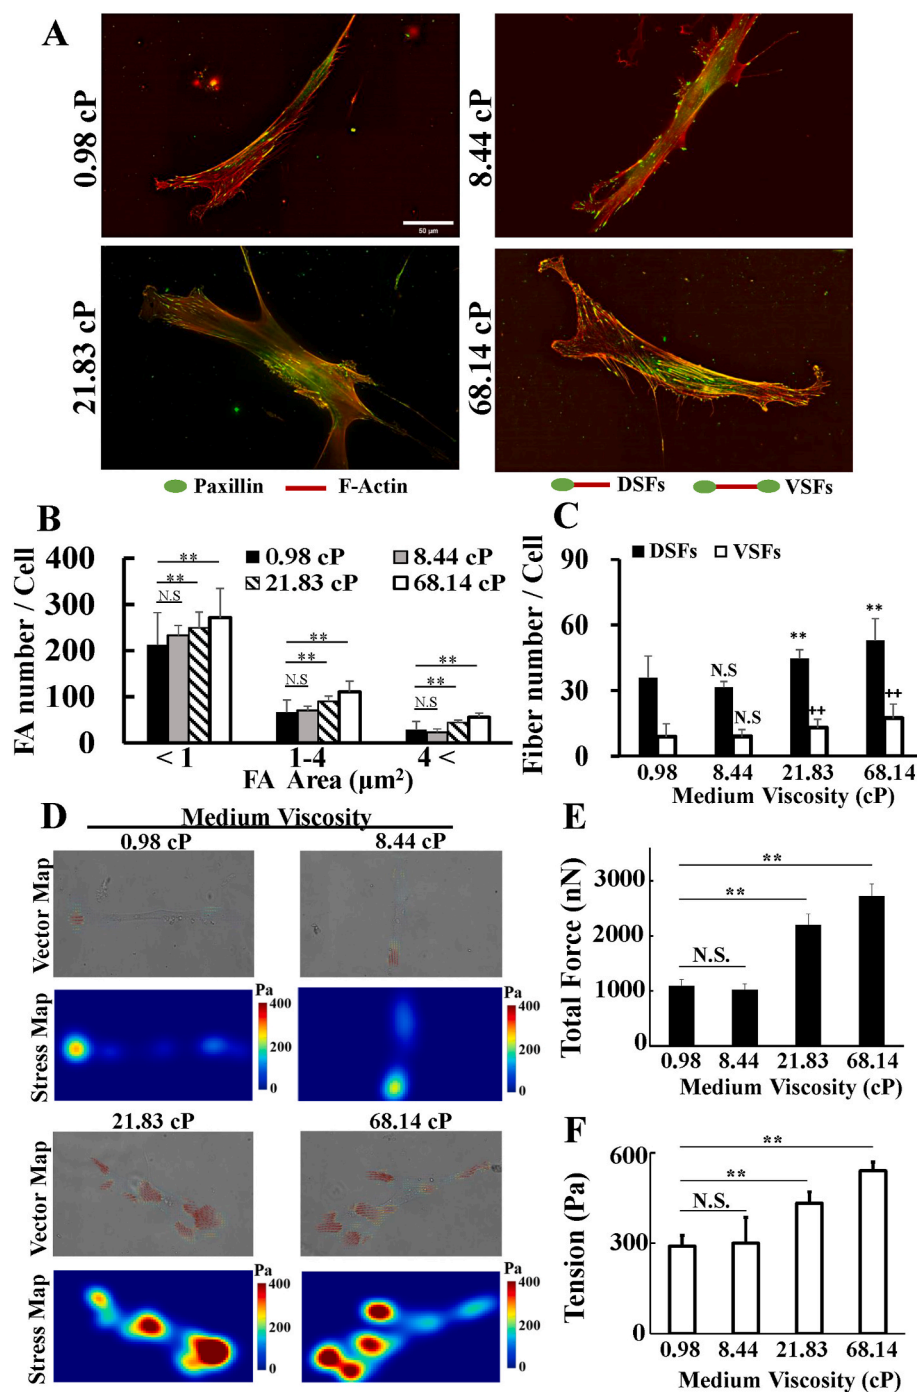 A
0.98 cP
8.44 cP
50 μm
21.83 cP
68.14 cP
Paxillin
F-Actin
DSFs
VSFs
B
FA number / Cell
400
300
200
100
0
**
**
N.S
**
**
N.S
**
**
N.S
0.98 cP
8.44 cP
21.83 cP
68.14 cP
< 1
1-4
4 <
FA Area (μm²)
C
Fiber number / Cell
90
60
30
0
DSFs
VSFs
N.S
N.S
**
++
**
++
0.98
8.44
21.83
68.14
Medium Viscosity (cP)
D
Medium Viscosity
0.98 cP
8.44 cP
Vector Map
Stress Map
Pa
400
200
0
Pa
400
200
0
21.83 cP
68.14 cP
Vector Map
Stress Map
Pa
400
200
0
Pa
400
200
0
E
Total Force (nN)
3000
2000
1000
0
**
**
N.S.
0.98
8.44
21.83
68.14
Medium Viscosity (cP)
F
Tension (Pa)
600
300
0
**
**
N.S.
0.98
8.44
21.83
68.14
Medium Viscosity (cP)